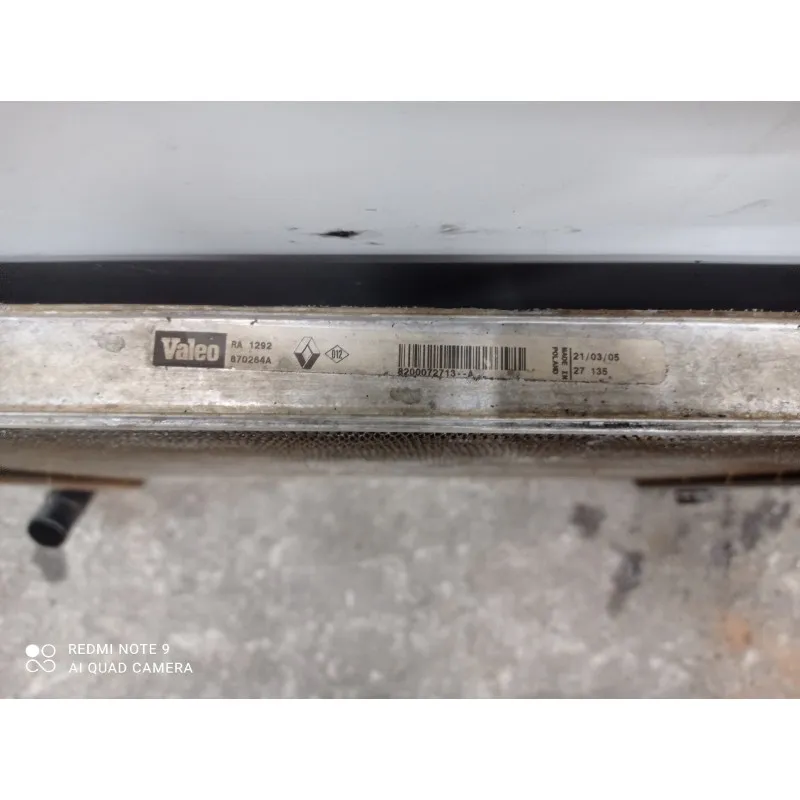 Valeo
RA 1292
870264A
D12
8200072713--A
MADE IN
POLAND
21/03/05
27 135
REDMI NOTE 9
AI QUAD CAMERA